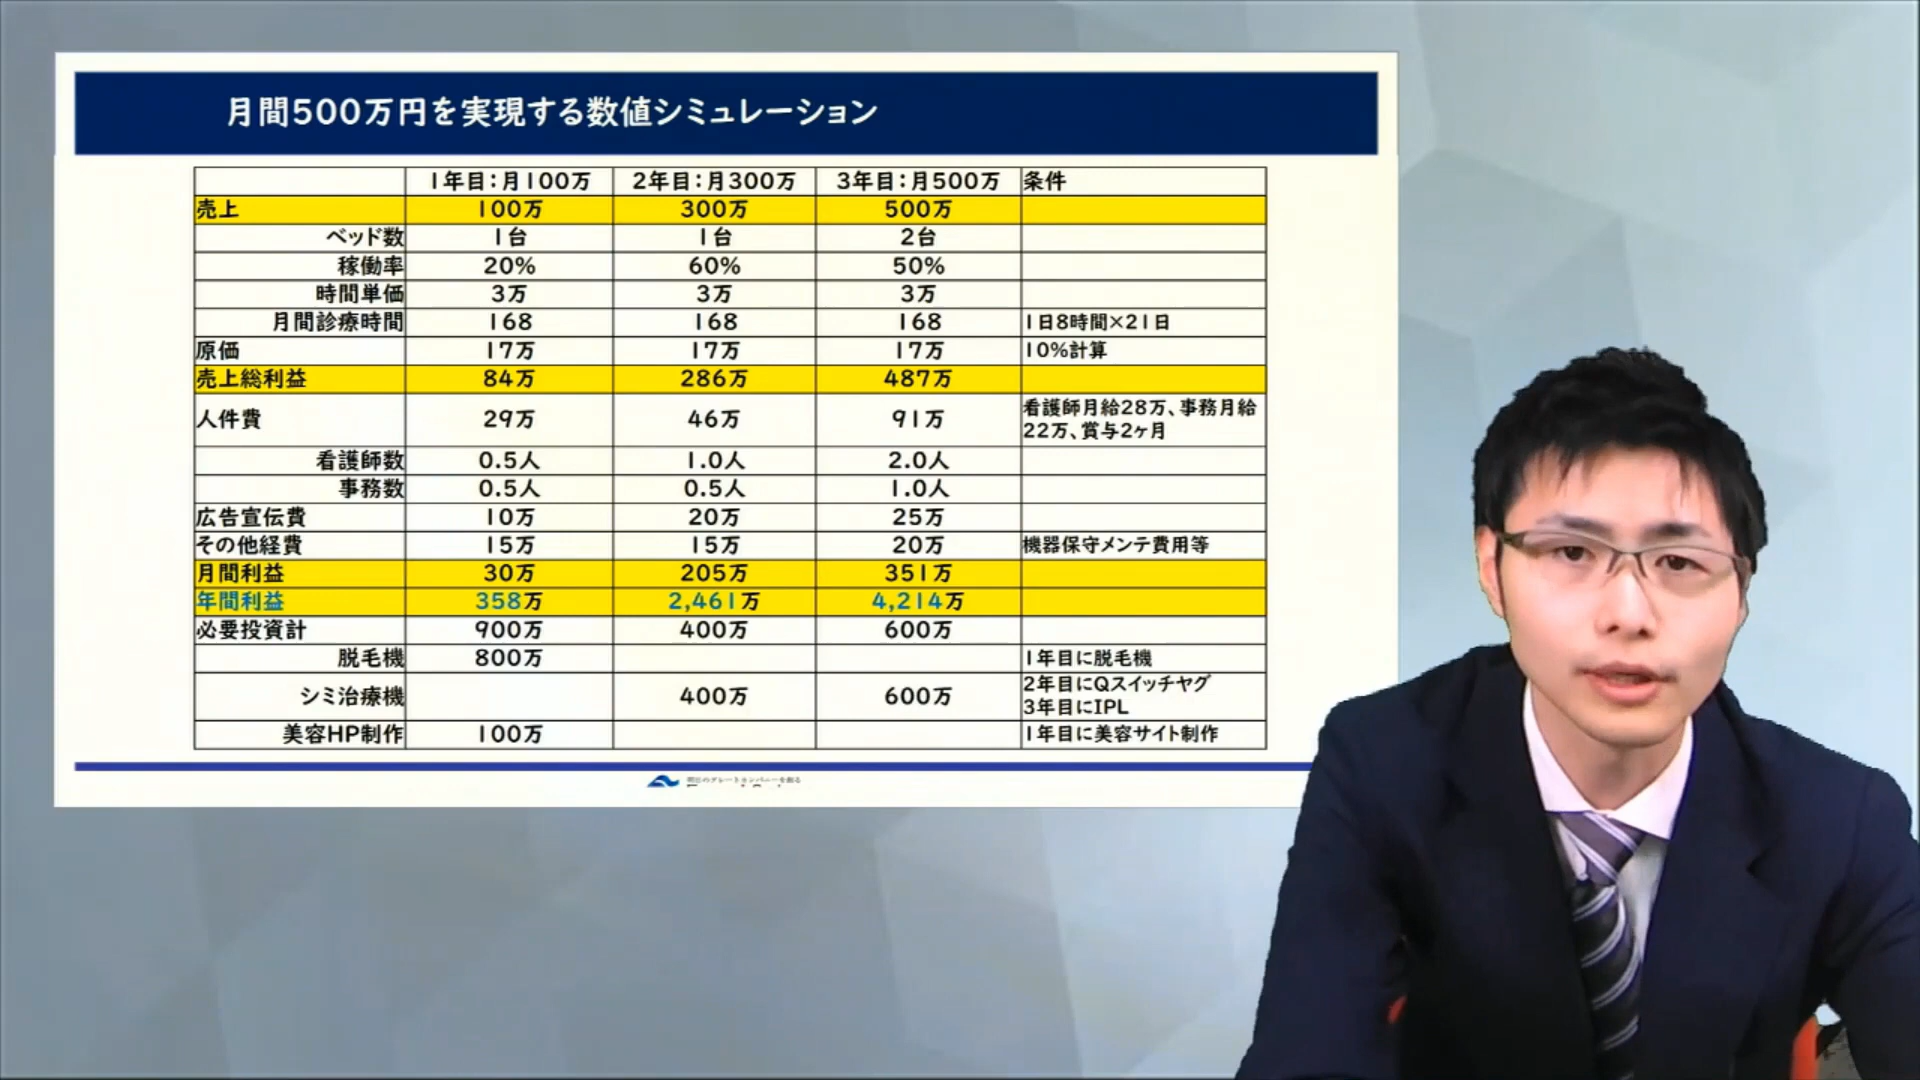 月間500万円を実現する数値シミュレーション
1年目:月100万 2年目:月300万 3年目:月500万 条件
売上 100万 300万 500万
ベッド数 1台 1台 2台
稼働率 20% 60% 50%
時間単価 3万 3万 3万
月間診療時間 168 168 168 1日8時間×21日
原価 17万 17万 17万 10%計算
売上総利益 84万 286万 487万
人件費 29万 46万 91万 看護師月給28万、事務月給
22万、賞与2ヶ月
看護師数 0.5人 1.0人 2.0人
事務数 0.5人 0.5人 1.0人
広告宣伝費 10万 20万 25万
その他経費 15万 15万 20万 機器保守メンテ費用等
月間利益 30万 205万 351万
年間利益 358万 2,461万 4,214万
必要投資計 900万 400万 600万
脱毛機 800万 1年目に脱毛機
シミ治療機 400万 600万 2年目にQスイッチヤグ
3年目にIPL
美容HP制作 100万 1年目に美容サイト制作
明日のグレートカンパニーを創る